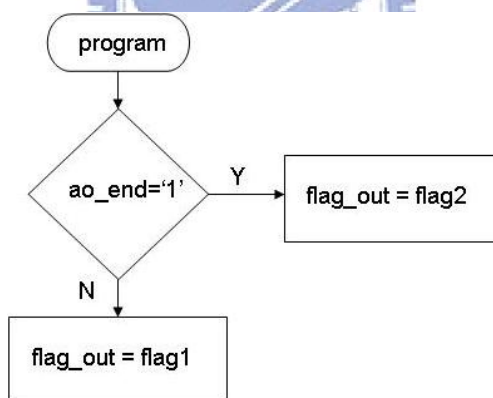 program
ao_end=‘1’
Y
flag_out = flag2
N
flag_out = flag1